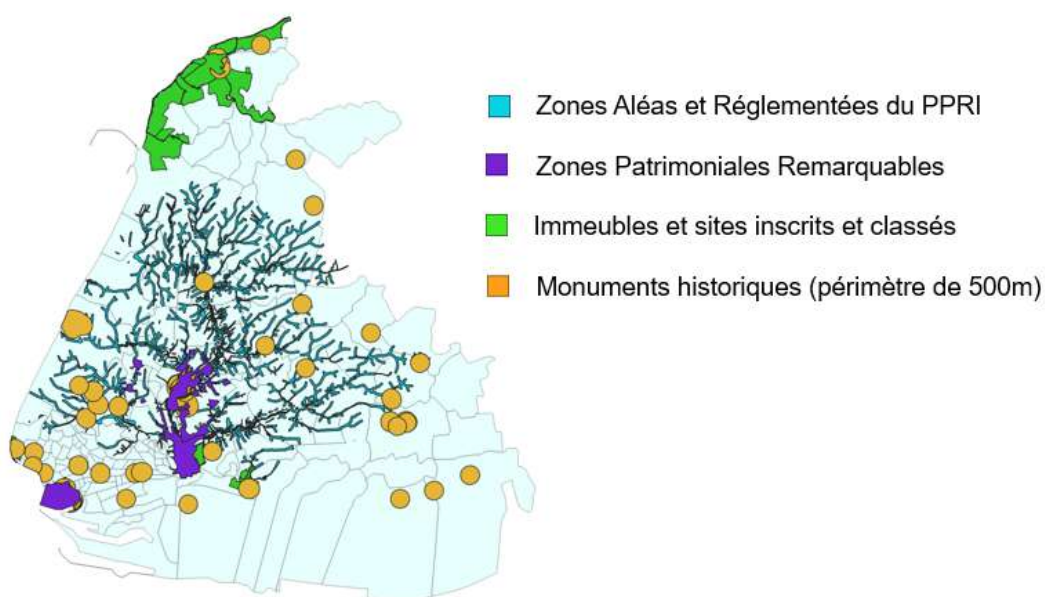 Zones Aléas et Réglementées du PPRI
Zones Patrimoniales Remarquables
Immeubles et sites inscrits et classés
Monuments historiques (périmètre de 500m)